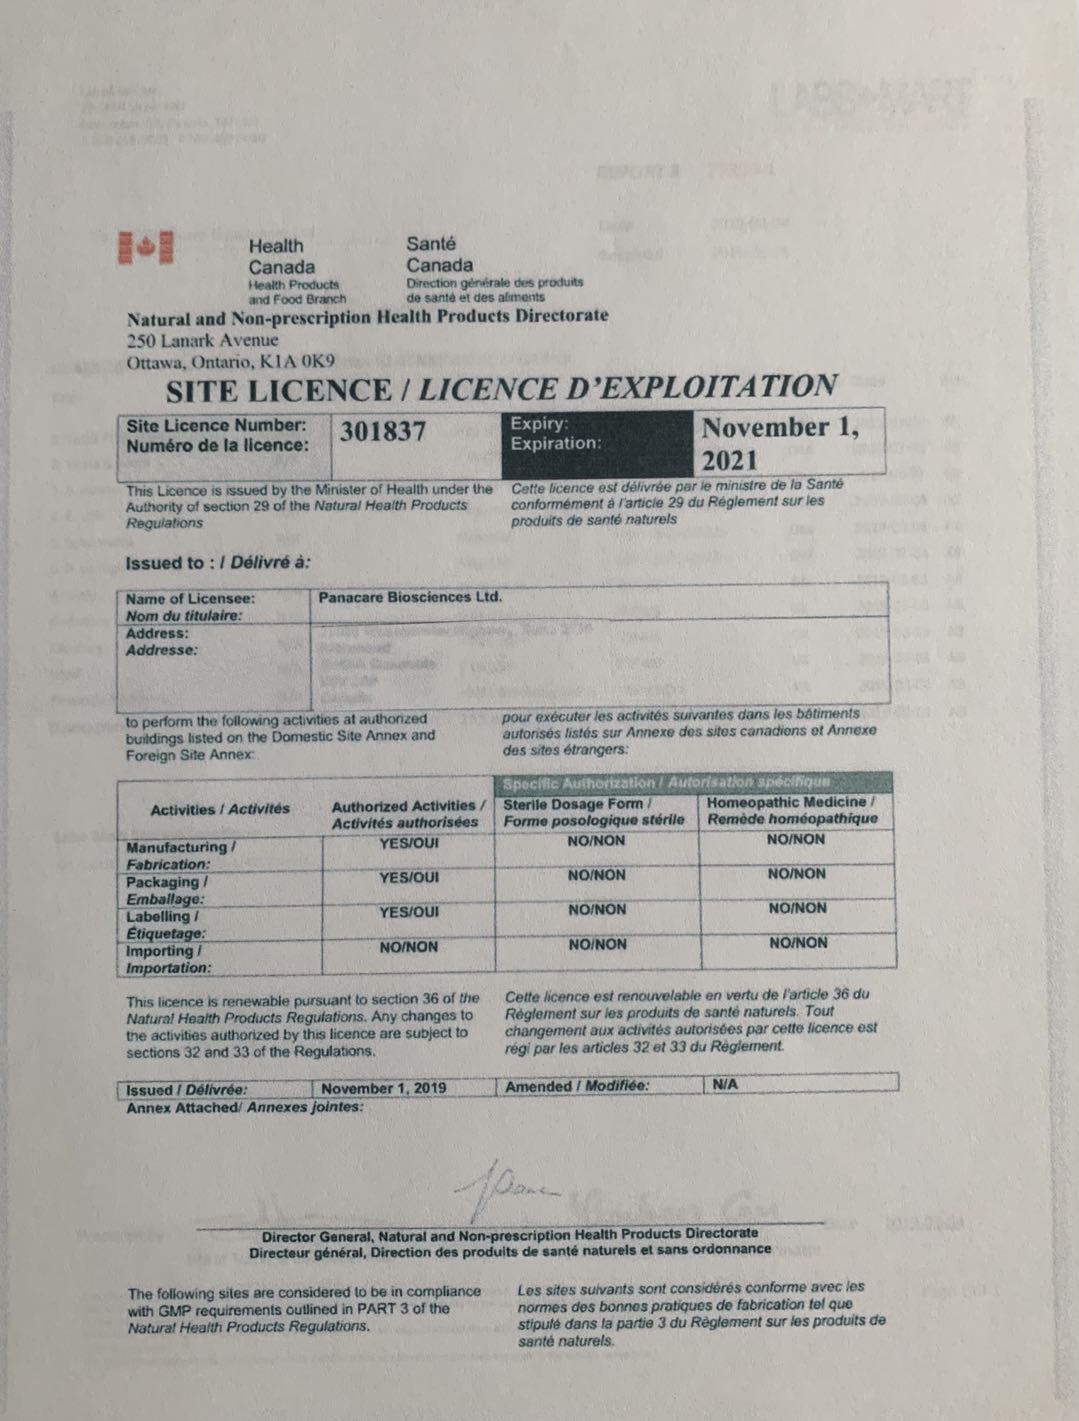 Health
Canada
Health Products
and Food Branch
Santé
Canada
Direction générale des produits
de santé et des aliments
Natural and Non-prescription Health Products Directorate
250 Lanark Avenue
Ottawa, Ontario, K1A 0K9
SITE LICENCE / LICENCE D'EXPLOITATION
Site Licence Number:
Numéro de la licence:
301837
Expiry:
Expiration:
November 1,
2021
This Licence is issued by the Minister of Health under the
Authority of section 29 of the Natural Health Products
Regulations
Cette licence est délivrée par le ministre de la Santé
conformément à l'article 29 du Règlement sur les
produits de santé naturels
Issued to : / Délivré à:
Name of Licensee:
Nom du titulaire:
Panacare Biosciences Ltd.
Address:
Addresse:
to perform the following activities at authorized
buildings listed on the Domestic Site Annex and
Foreign Site Annex:
pour exécuter les activités suivantes dans les bâtiments
autorisés listés sur Annexe des sites canadiens et Annexe
des sites étrangers:
Specific Authorization / Autorisation spécifique
Activities / Activités
Authorized Activities /
Activités authorisées
Sterile Dosage Form /
Forme posologique stérile
Homeopathic Medicine /
Remède homéopathique
Manufacturing /
Fabrication:
YES/OUI
NO/NON
NO/NON
Packaging /
Emballage:
YES/OUI
NO/NON
NO/NON
Labelling /
Étiquetage:
YES/OUI
NO/NON
NO/NON
Importing /
Importation:
NO/NON
NO/NON
NO/NON
This licence is renewable pursuant to section 36 of the
Natural Health Products Regulations. Any changes to
the activities authorized by this licence are subject to
sections 32 and 33 of the Regulations.
Cette licence est renouvelable en vertu de l'article 36 du
Règlement sur les produits de santé naturels. Tout
changement aux activités autorisées par cette licence est
régi par les articles 32 et 33 du Règlement.
Issued / Délivrée:
November 1, 2019
Amended / Modifiée:
N/A
Annex Attached/ Annexes jointes:
Director General, Natural and Non-prescription Health Products Directorate
Directeur général, Direction des produits de santé naturels et sans ordonnance
The following sites are considered to be in compliance
with GMP requirements outlined in PART 3 of the
Natural Health Products Regulations.
Les sites suivants sont considérés conforme avec les
normes des bonnes pratiques de fabrication tel que
stipulé dans la partie 3 du Règlement sur les produits de
santé naturels.